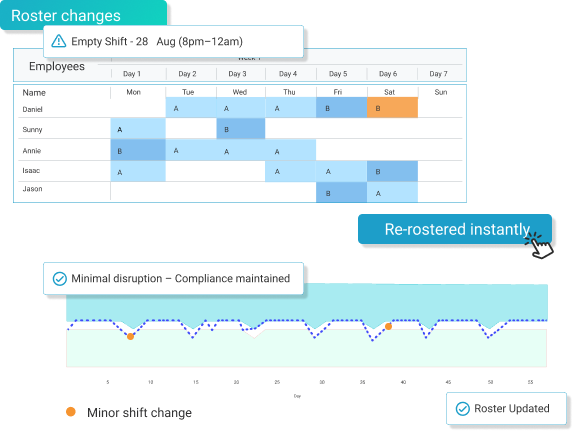 Roster changes
Empty Shift - 28 Aug (8pm–12am)
Employees
Day 1 Day 2 Day 3 Day 4 Day 5 Day 6 Day 7
Name Mon Tue Wed Thu Fri Sat Sun
Daniel A A A B B
Sunny A B
Annie B A A A
Isaac A A A B
Jason B A
Re-rostered instantly
Minimal disruption – Compliance maintained
5 10 15 20 25 30 35 40 45 50 55
Day
Minor shift change
Roster Updated